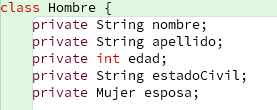 class Hombre {
    private String nombre;
    private String apellido;
    private int edad;
    private String estadoCivil;
    private Mujer esposa;